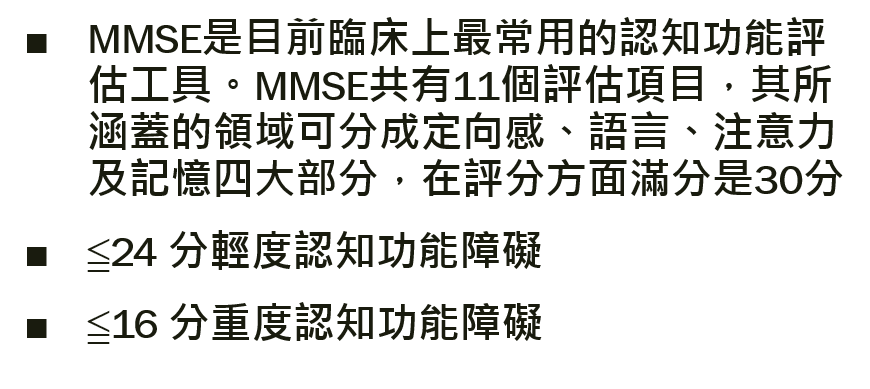 ■ MMSE是目前臨床上最常用的認知功能評
估工具。MMSE共有11個評估項目，其所
涵蓋的領域可分成定向感、語言、注意力
及記憶四大部分，在評分方面滿分是30分
■ ≦24 分輕度認知功能障礙
■ ≦16 分重度認知功能障礙